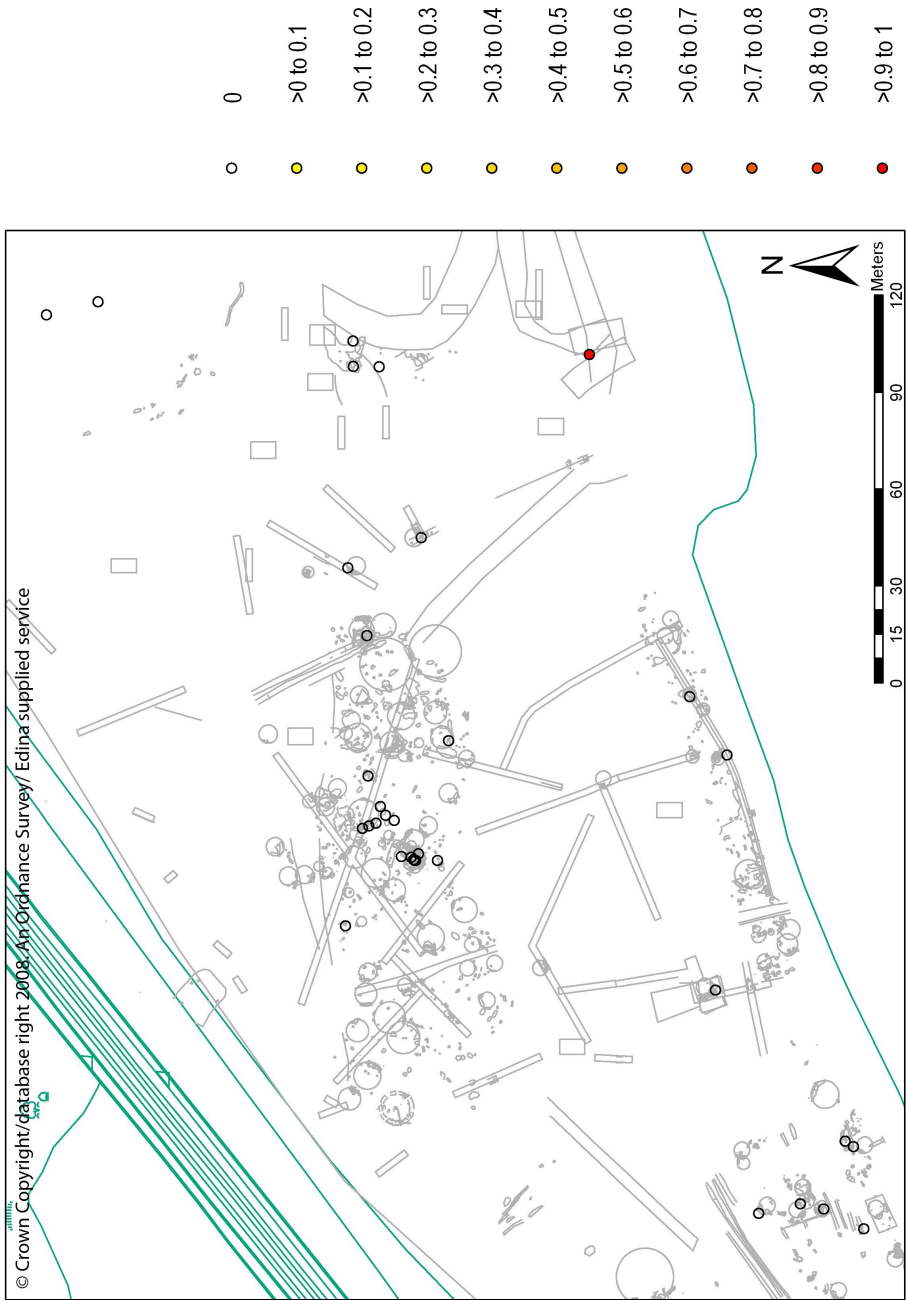 © Crown Copyright/database right 2008. An Ordnance Survey/ Edina supplied service
0
>0 to 0.1
>0.1 to 0.2
>0.2 to 0.3
>0.3 to 0.4
>0.4 to 0.5
>0.5 to 0.6
>0.6 to 0.7
>0.7 to 0.8
>0.8 to 0.9
>0.9 to 1
N
0 15 30 60 90 120
Meters